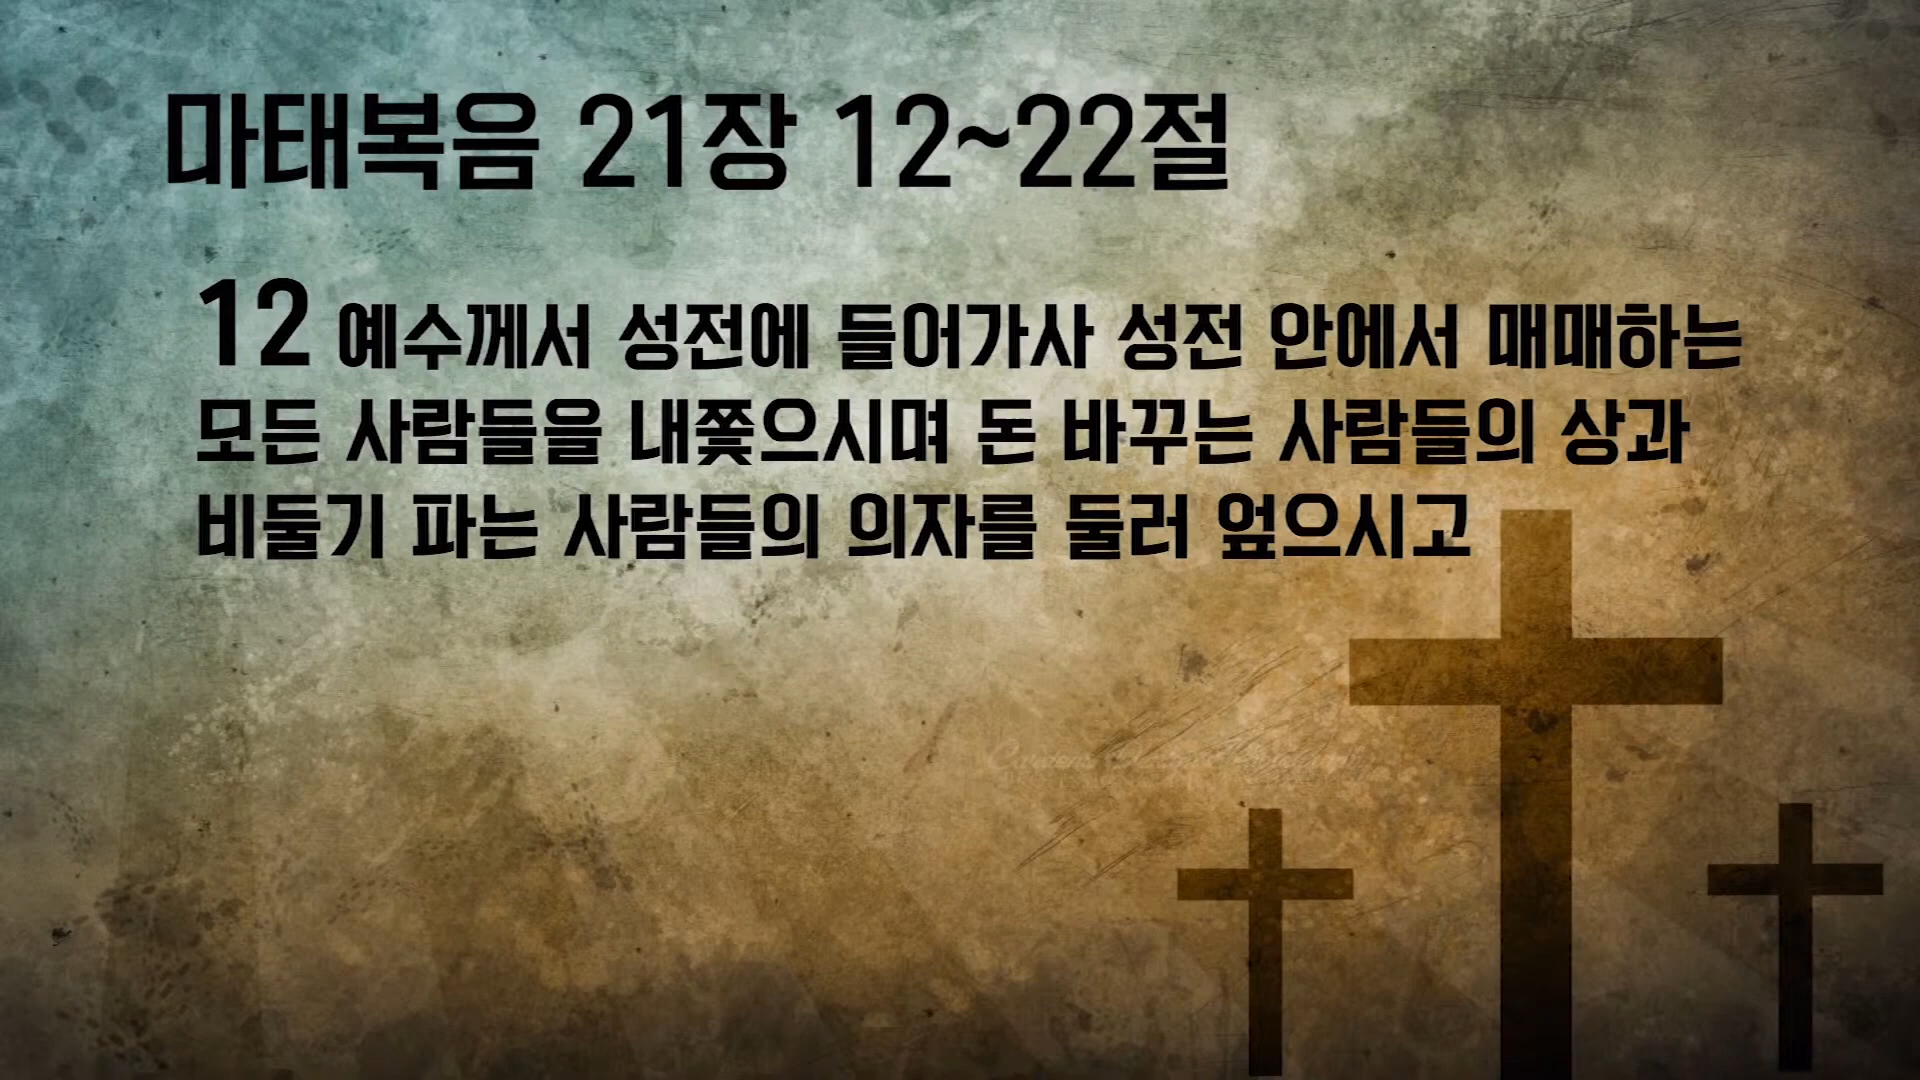 마태복음 21장 12~22절
12 예수께서 성전에 들어가사 성전 안에서 매매하는
모든 사람들을 내쫓으시며 돈 바꾸는 사람들의 상과
비둘기 파는 사람들의 의자를 둘러 엎으시고